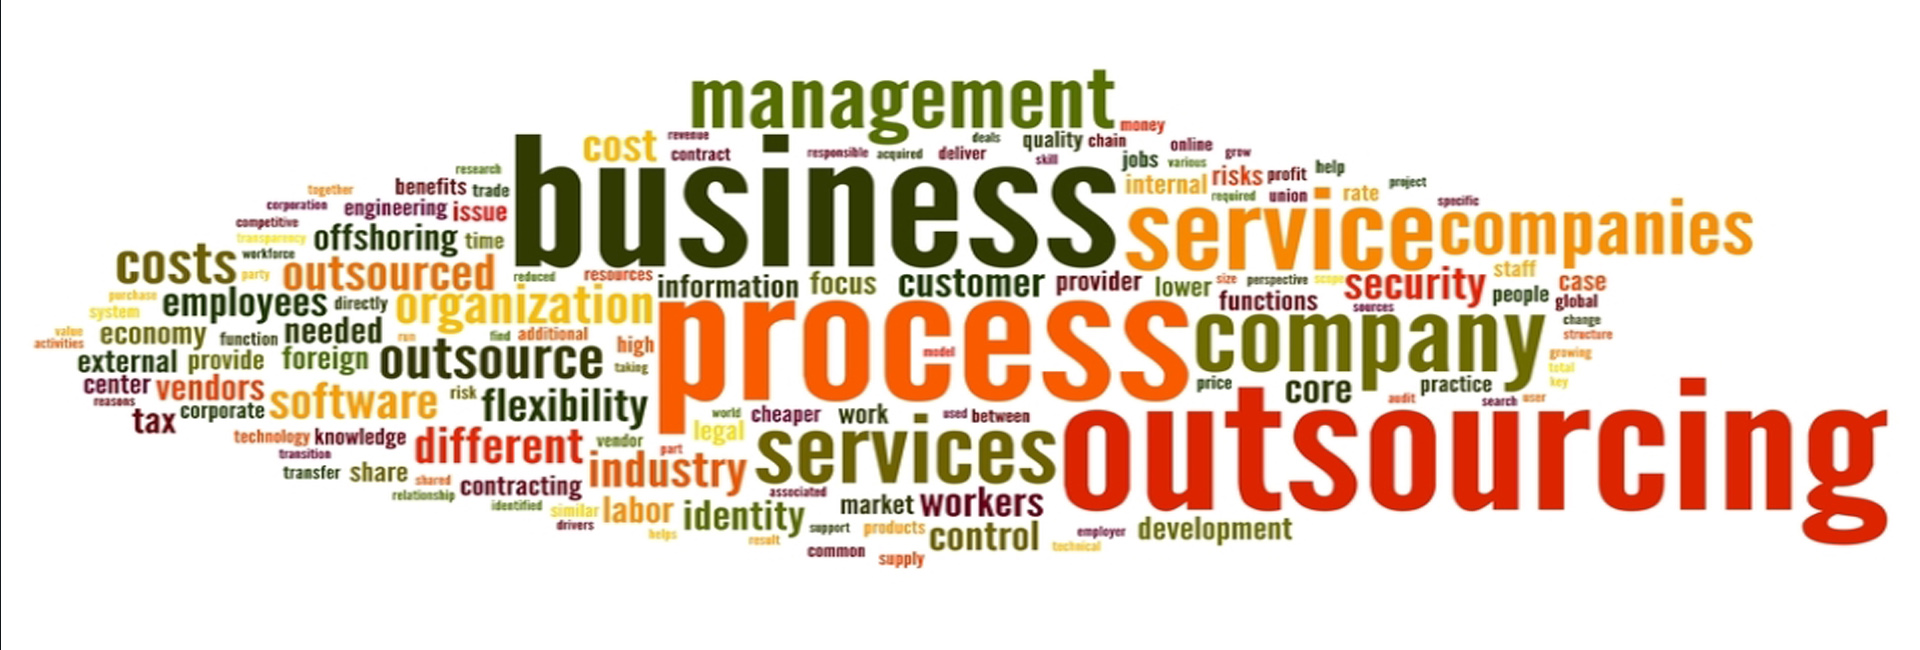 management
money
cost revenue deals quality chain online
contract responsible acquired deliver skill jobs various grow
research business risks profit help
together benefits trade internal project
corporation engineering issue required union rate specific
competitive service companies
transparency offshoring time
costs workforce
party outsourced reduced resources information focus customer provider lower size perspective scope security staff case
purchase employees directly organization functions sources people global
system process company change
value economy function needed run find additional structure
activities high model growing
external provide foreign outsource taking total
center vendors risk price core practice key
reasons software flexibility audit search user
tax corporate world cheaper work used between outsourcing
technology knowledge different vendor legal services
transition part
transfer share shared industry
relationship contracting associated
identified similar labor identity market workers
drivers support products control employer development
helps result technical
common supply